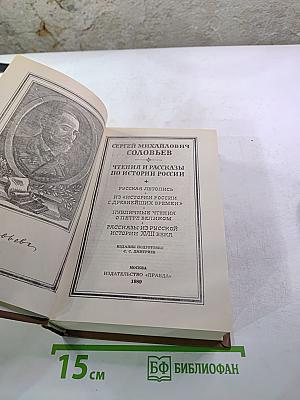 СЕРГЕЙ МИХАЙЛОВИЧ
СОЛОВЬЕВ
ЧТЕНИЯ И РАССКАЗЫ
ПО ИСТОРИИ РОССИИ
РУССКАЯ ЛЕТОПИСЬ
ИЗ «ИСТОРИИ РОССИИ
С ДРЕВНЕЙШИХ ВРЕМЕН»
ПУБЛИЧНЫЕ ЧТЕНИЯ
О ПЕТРЕ ВЕЛИКОМ
РАССКАЗЫ ИЗ РУССКОЙ
ИСТОРИИ XVIII ВЕКА
ИЗДАНИЕ ПОДГОТОВИЛ
С. С. ДМИТРИЕВ
МОСКВА
ИЗДАТЕЛЬСТВО «ПРАВДА»
1989
15 см
БФ БИБЛИОФАН